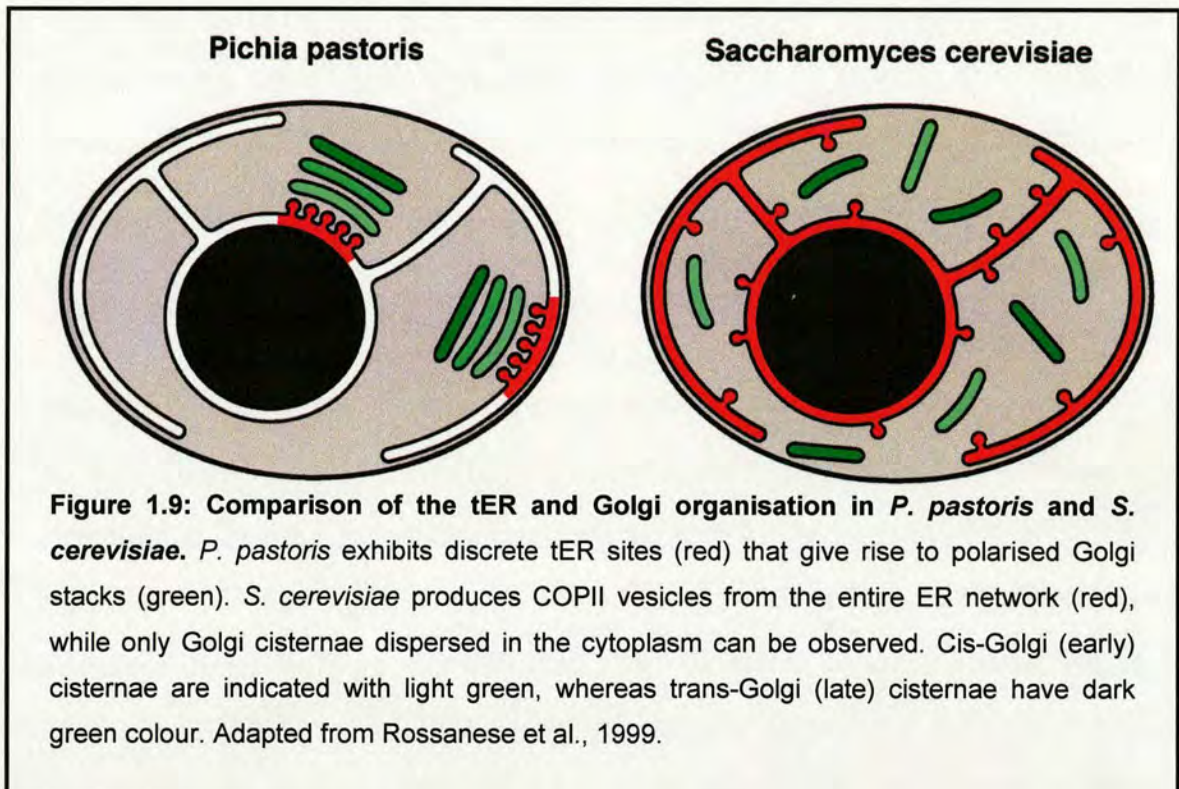 Pichia pastoris
Saccharomyces cerevisiae
Figure 1.9: Comparison of the tER and Golgi organisation in P. pastoris and S.
cerevisiae. P. pastoris exhibits discrete tER sites (red) that give rise to polarised Golgi
stacks (green). S. cerevisiae produces COPII vesicles from the entire ER network (red),
while only Golgi cisternae dispersed in the cytoplasm can be observed. Cis-Golgi (early)
cisternae are indicated with light green, whereas trans-Golgi (late) cisternae have dark
green colour. Adapted from Rossanese et al., 1999.